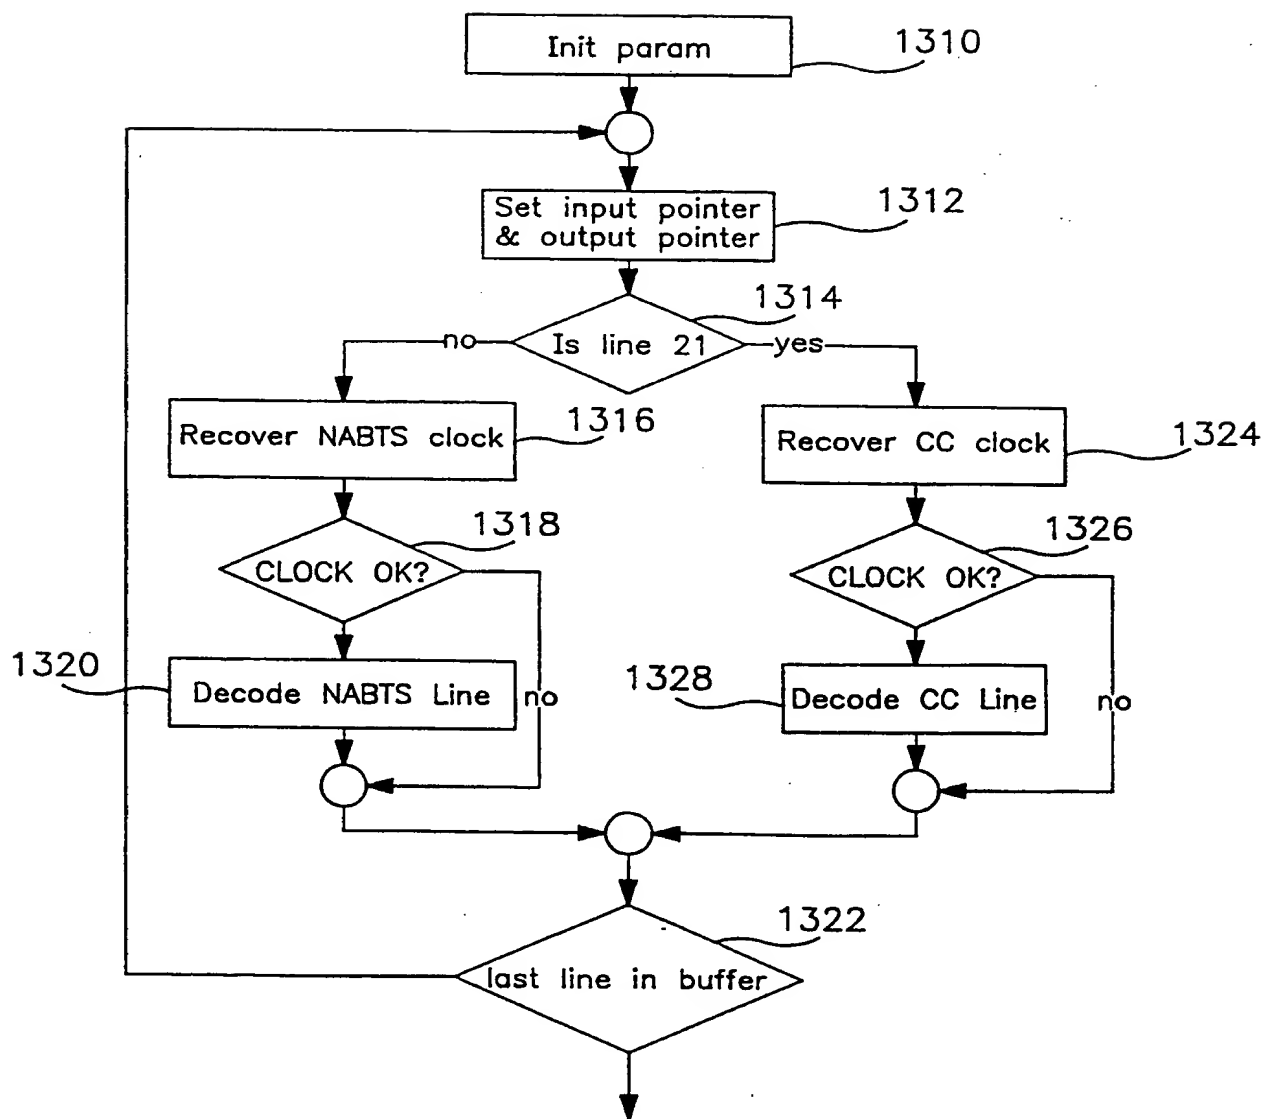 Init param
1310
Set input pointer
& output pointer
1312
1314
Is line 21
no
yes
Recover NABTS clock
1316
Recover CC clock
1324
CLOCK OK?
1318
CLOCK OK?
1326
1320
Decode NABTS Line
no
1328
Decode CC Line
no
1322
last line in buffer